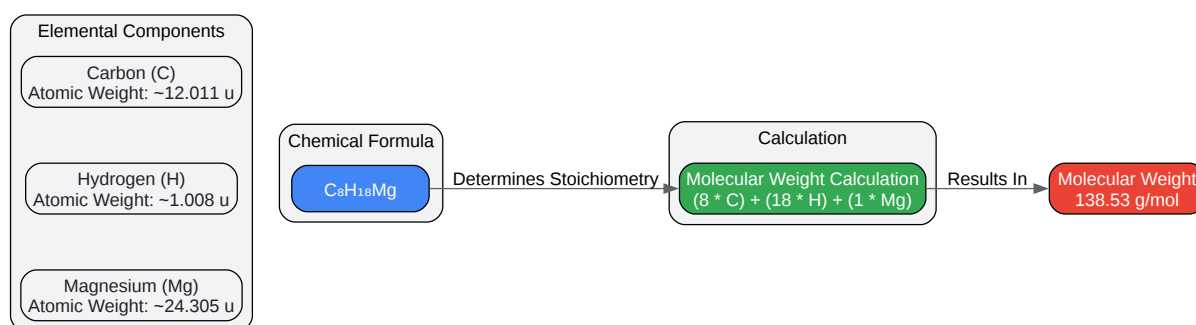 Elemental Components
Carbon (C)
Atomic Weight: ~12.011 u
Hydrogen (H)
Atomic Weight: ~1.008 u
Magnesium (Mg)
Atomic Weight: ~24.305 u
Chemical Formula
C₈H₁₈Mg
Determines Stoichiometry
Calculation
Molecular Weight Calculation
(8 * C) + (18 * H) + (1 * Mg)
Results In
Molecular Weight
138.53 g/mol